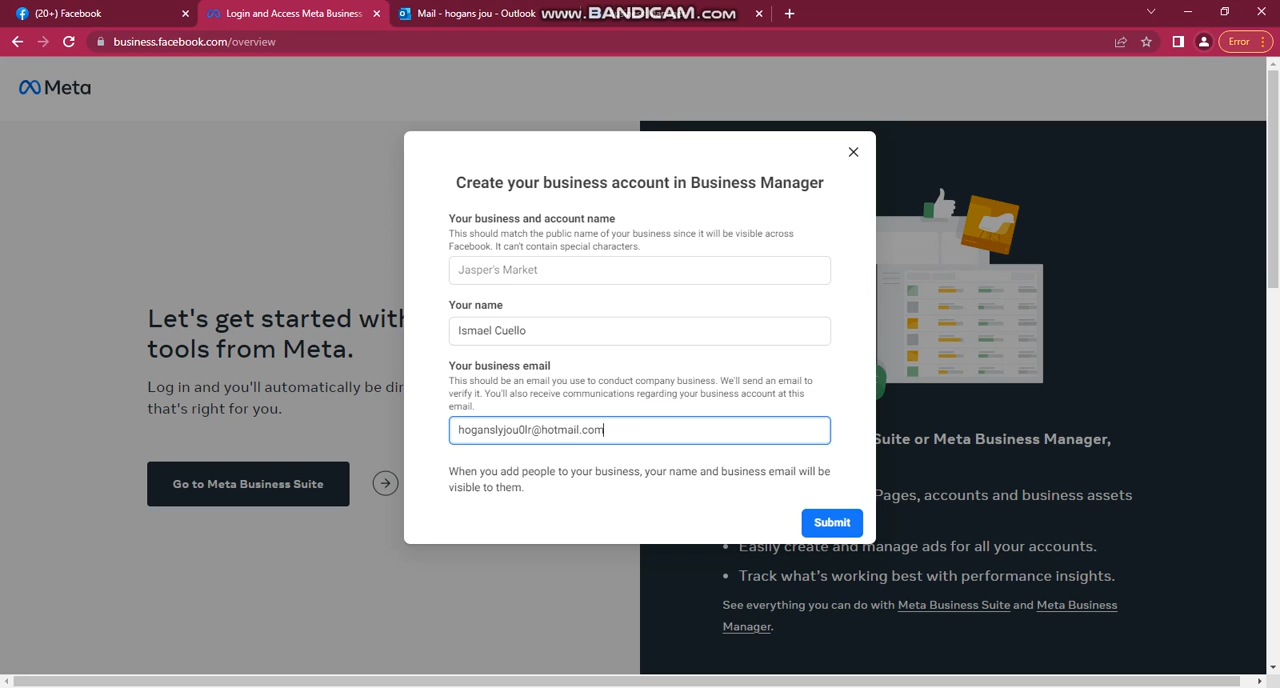 (20+) Facebook
Login and Access Meta Business
Mail - hogans jou - Outlook
www.BANDICAM.com
business.facebook.com/overview
Error
Meta
Create your business account in Business Manager
Your business and account name
This should match the public name of your business since it will be visible across
Facebook. It can't contain special characters.
Jasper's Market
Your name
Ismael Cuello
Your business email
This should be an email you use to conduct company business. We'll send an email to
verify it. You'll also receive communications regarding your business account at this
email.
hoganslyjou0lr@hotmail.com
When you add people to your business, your name and business email will be
visible to them.
Submit
Let's get started with
tools from Meta.
Log in and you'll automatically be dir
that's right for you.
Go to Meta Business Suite
Suite or Meta Business Manager,
Pages, accounts and business assets
• Easily create and manage ads for all your accounts.
• Track what's working best with performance insights.
See everything you can do with Meta Business Suite and Meta Business
Manager.